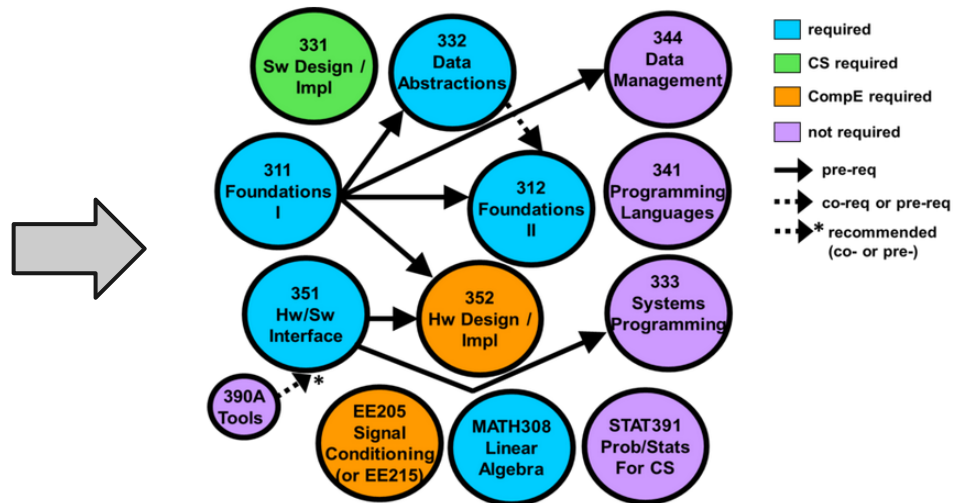 331
Sw Design /
Impl
332
Data
Abstractions
344
Data
Management
required
CS required
CompE required
not required
pre-req
co-req or pre-req
* recommended
(co- or pre-)
311
Foundations
I
312
Foundations
II
341
Programming
Languages
351
Hw/Sw
Interface
352
Hw Design /
Impl
333
Systems
Programming
390A
Tools
*
EE205
Signal
Conditioning
(or EE215)
MATH308
Linear
Algebra
STAT391
Prob/Stats
For CS